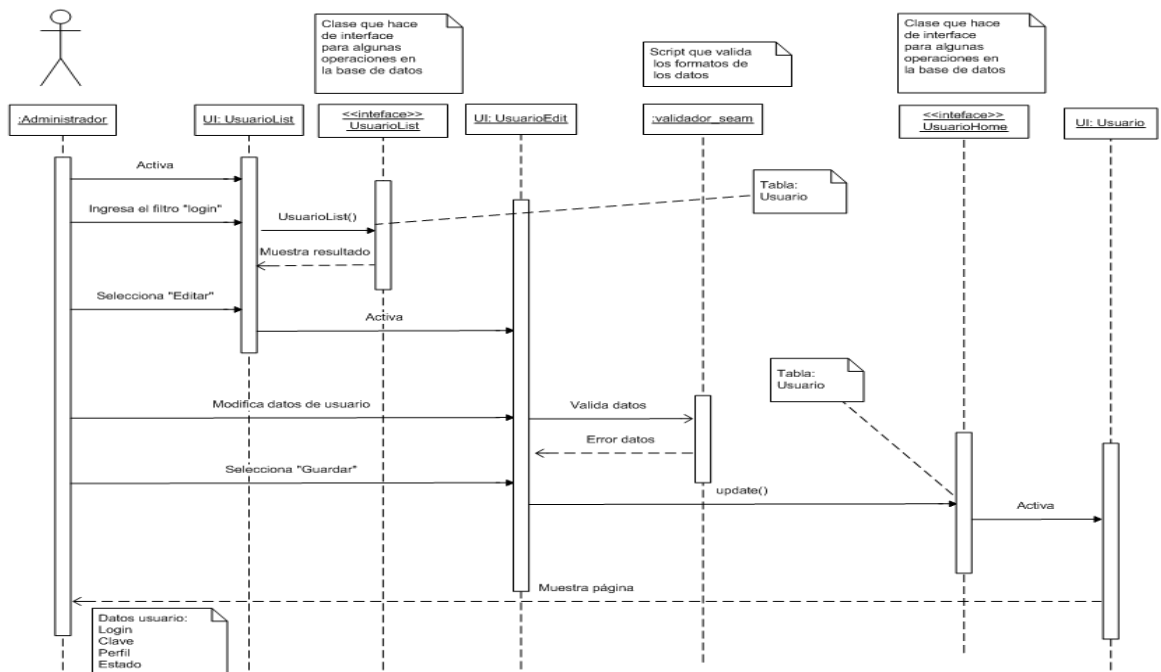 Clase que hace
de interface
para algunas
operaciones en
la base de datos
Script que valida
los formatos de
los datos
Clase que hace
de interface
para algunas
operaciones en
la base de datos
:Administrador
UI: UsuarioList
<<inteface>>
UsuarioList
UI: UsuarioEdit
:validador_seam
<<inteface>>
UsuarioHome
UI: Usuario
Activa
Tabla:
Usuario
Ingresa el filtro "login"
UsuarioList()
Muestra resultado
Selecciona "Editar"
Activa
Tabla:
Usuario
Modifica datos de usuario
Valida datos
Error datos
Selecciona "Guardar"
update()
Activa
Muestra página
Datos usuario:
Login
Clave
Perfil
Estado